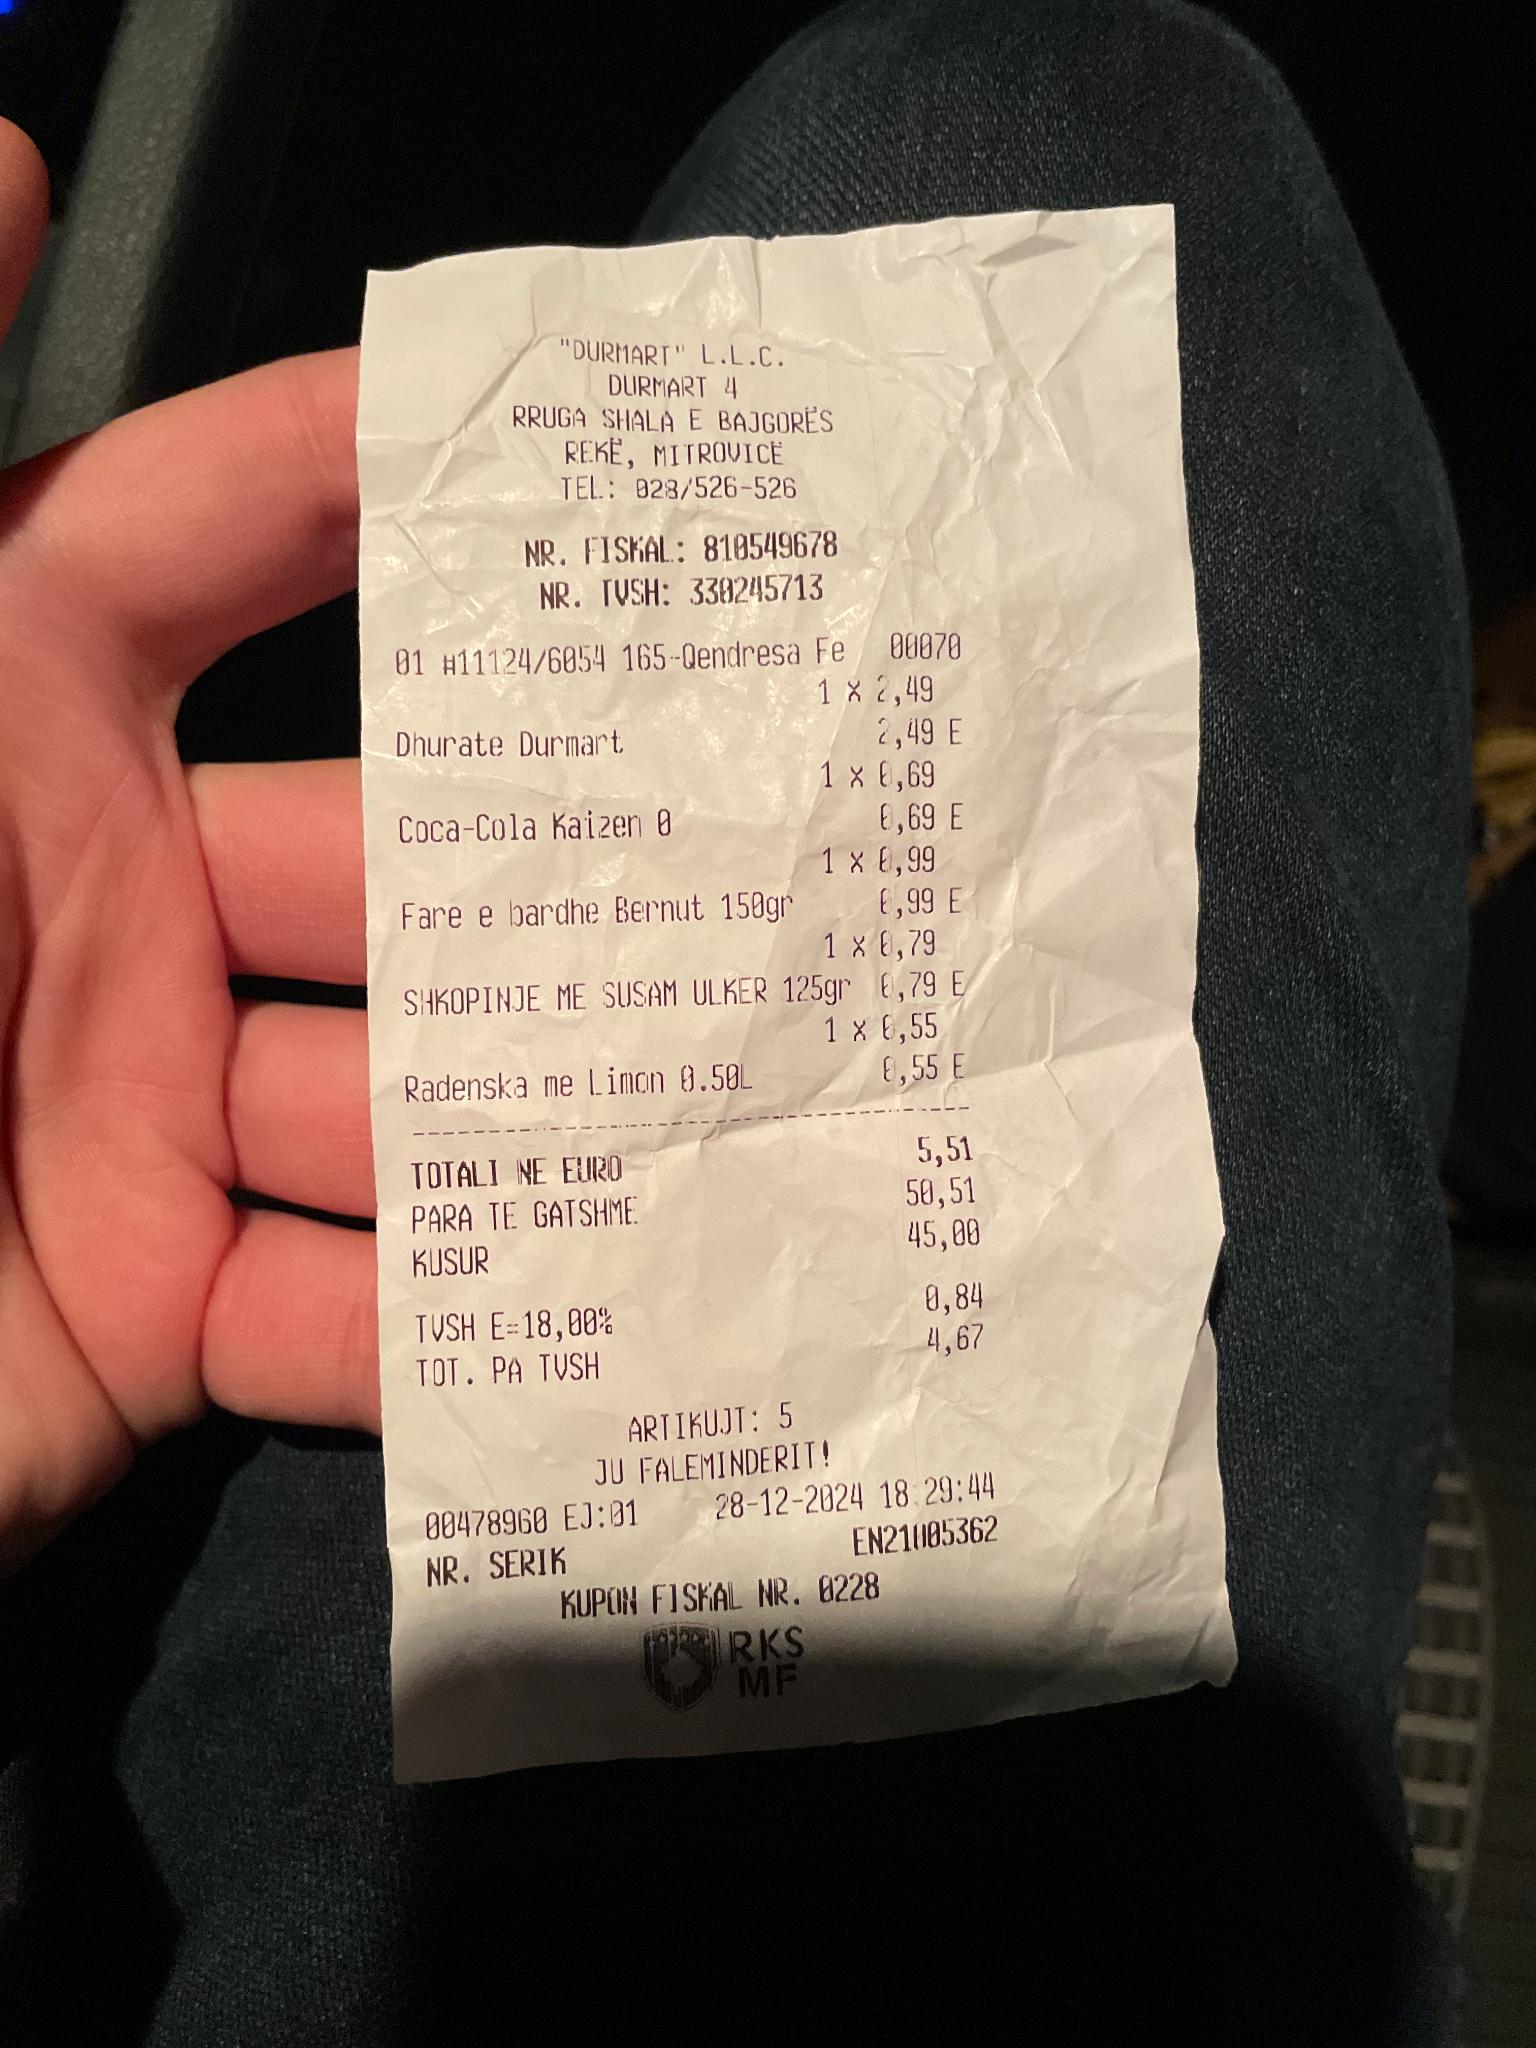 "DURMART" L.L.C.
DURMART 4
RRUGA SHALA E BAJGORËS
REKË, MITROVICË
TEL: 028/526-526
NR. FISKAL: 810549678
NR. TVSH: 330245713
01 #11124/6054 165-Qendresa Fe 00070
1 x 2,49
Dhurate Durmart 2,49 E
1 x 0,69
Coca-Cola Kaizen 0 0,69 E
1 x 0,99
Fare e bardhe Bernut 150gr 0,99 E
1 x 0,79
SHKOPINJE ME SUSAM ULKER 125gr 0,79 E
1 x 0,55
Radenska me Limon 0.50L 0,55 E
TOTALI NE EURO 5,51
PARA TE GATSHME 50,51
KUSUR 45,00
TVSH E=18,00% 0,84
TOT. PA TVSH 4,67
ARTIKUJT: 5
JU FALEMINDERIT!
00478960 EJ:01 28-12-2024 18:29:44
NR. SERIK EN21005362
KUPON FISKAL NR. 0228
RKS
MF